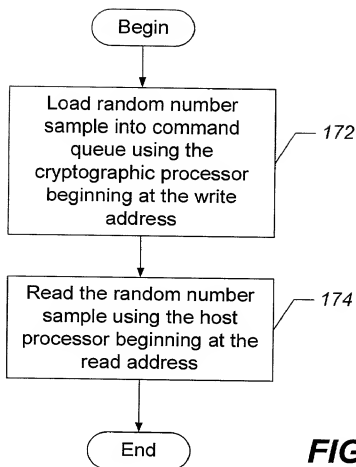 Begin
Load random number
sample into command
queue using the
cryptographic processor
beginning at the write
address
172
Read the random number
sample using the host
processor beginning at the
read address
174
End
FIG